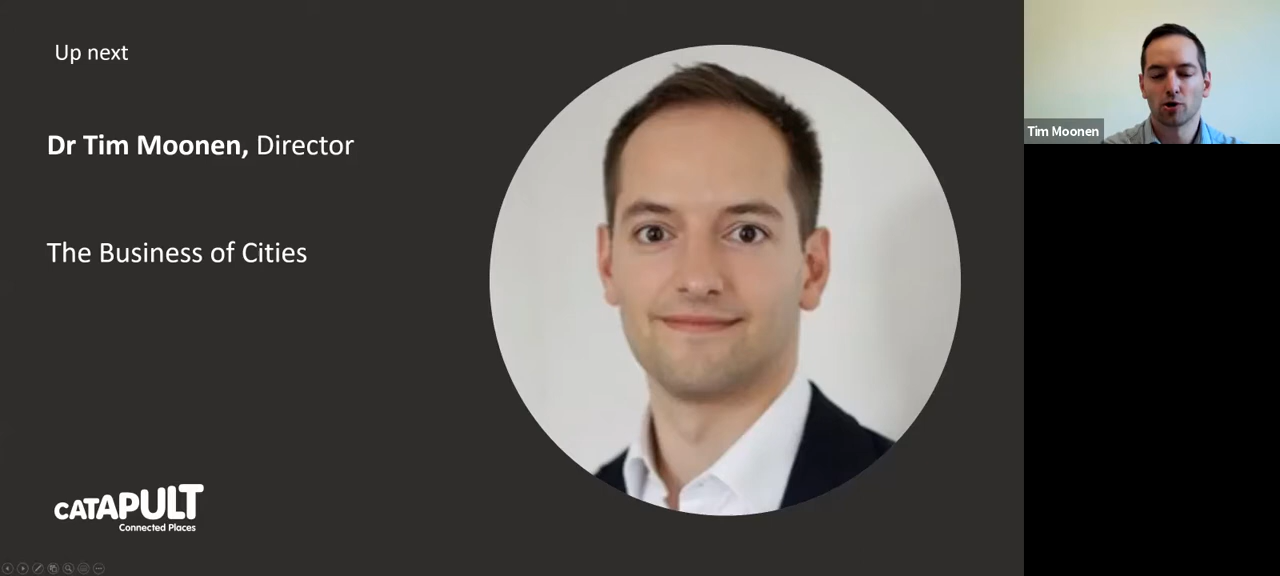 Up next
Dr Tim Moonen, Director
The Business of Cities
CATAPULT
Connected Places
Tim Moonen